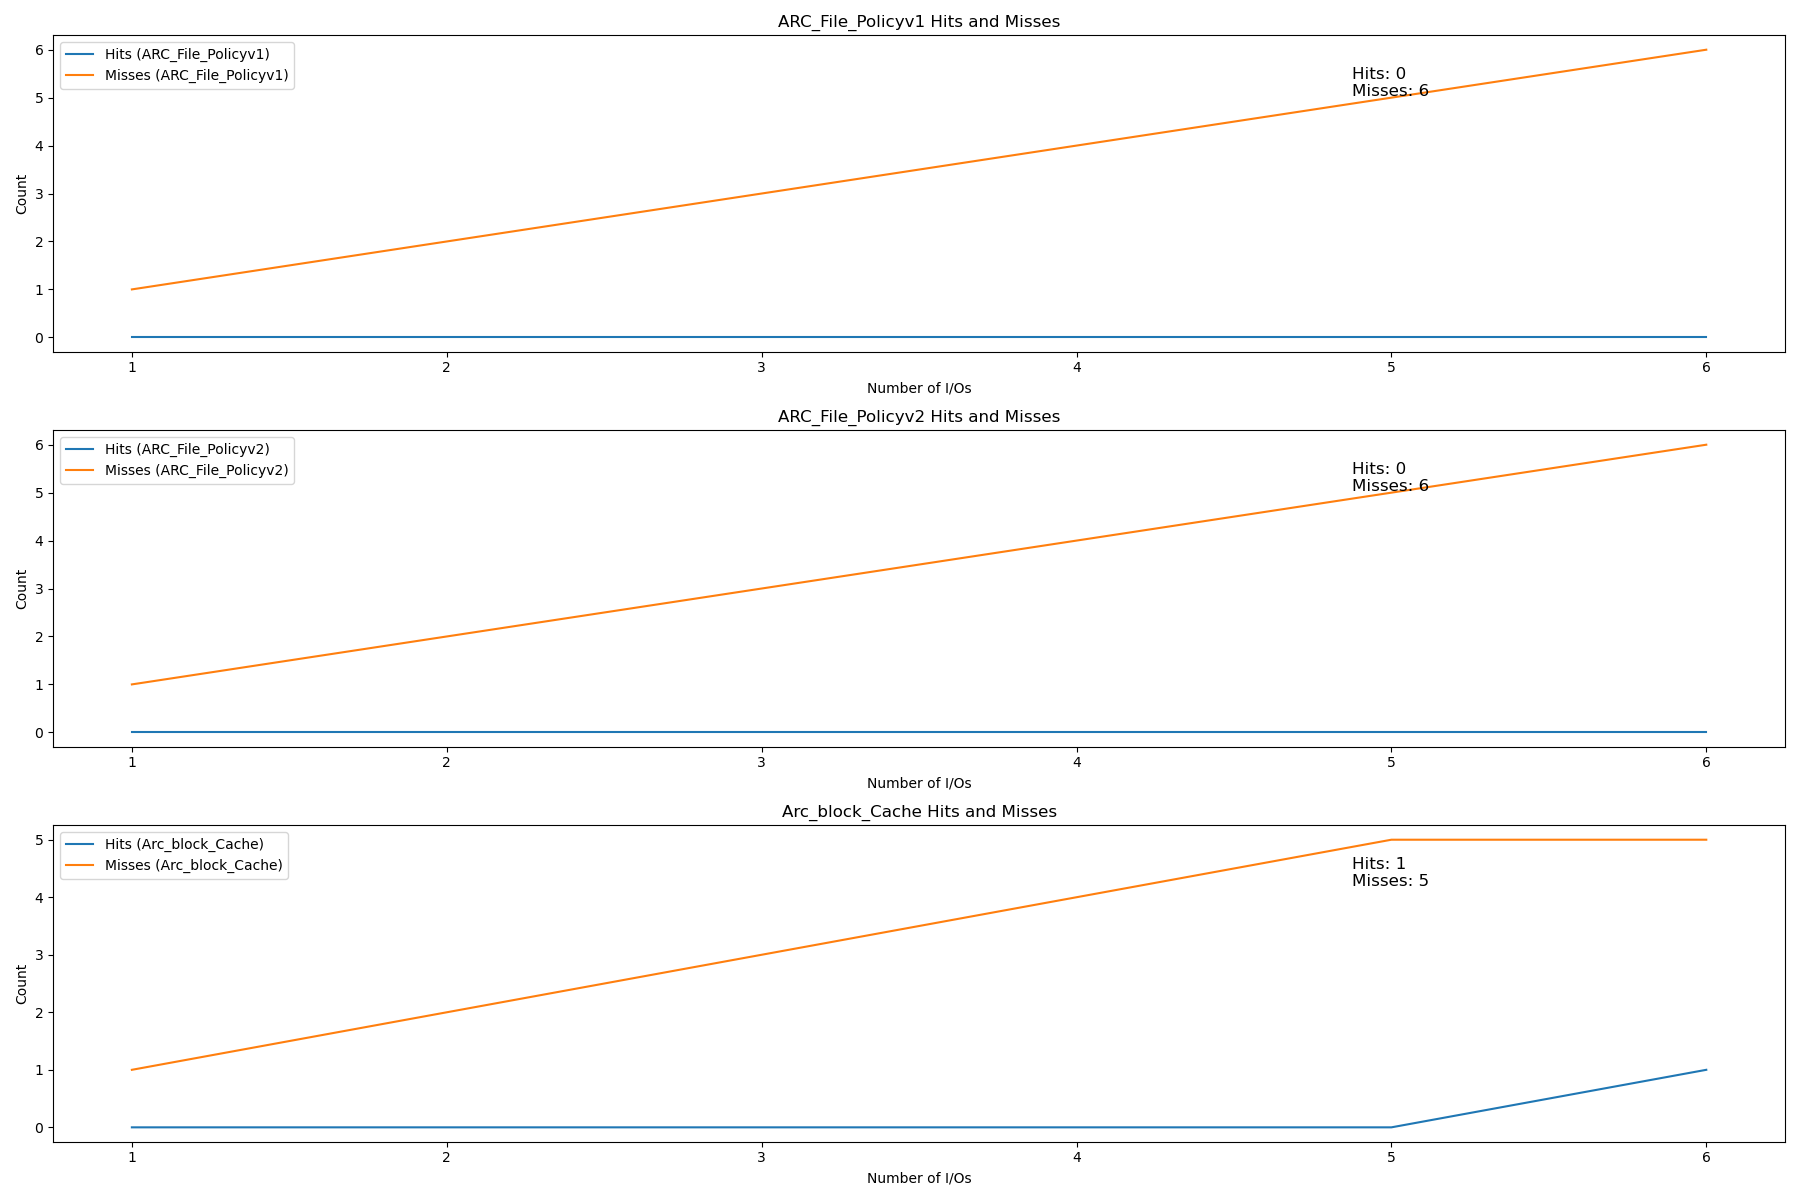 ARC_File_Policyv1 Hits and Misses
Hits (ARC_File_Policyv1)
Misses (ARC_File_Policyv1)
Hits: 0
Misses: 6
6
5
4
3
2
1
0
Count
1 2 3 4 5 6
Number of I/Os
ARC_File_Policyv2 Hits and Misses
Hits (ARC_File_Policyv2)
Misses (ARC_File_Policyv2)
Hits: 0
Misses: 6
6
5
4
3
2
1
0
Count
1 2 3 4 5 6
Number of I/Os
Arc_block_Cache Hits and Misses
Hits (Arc_block_Cache)
Misses (Arc_block_Cache)
Hits: 1
Misses: 5
5
4
3
2
1
0
Count
1 2 3 4 5 6
Number of I/Os